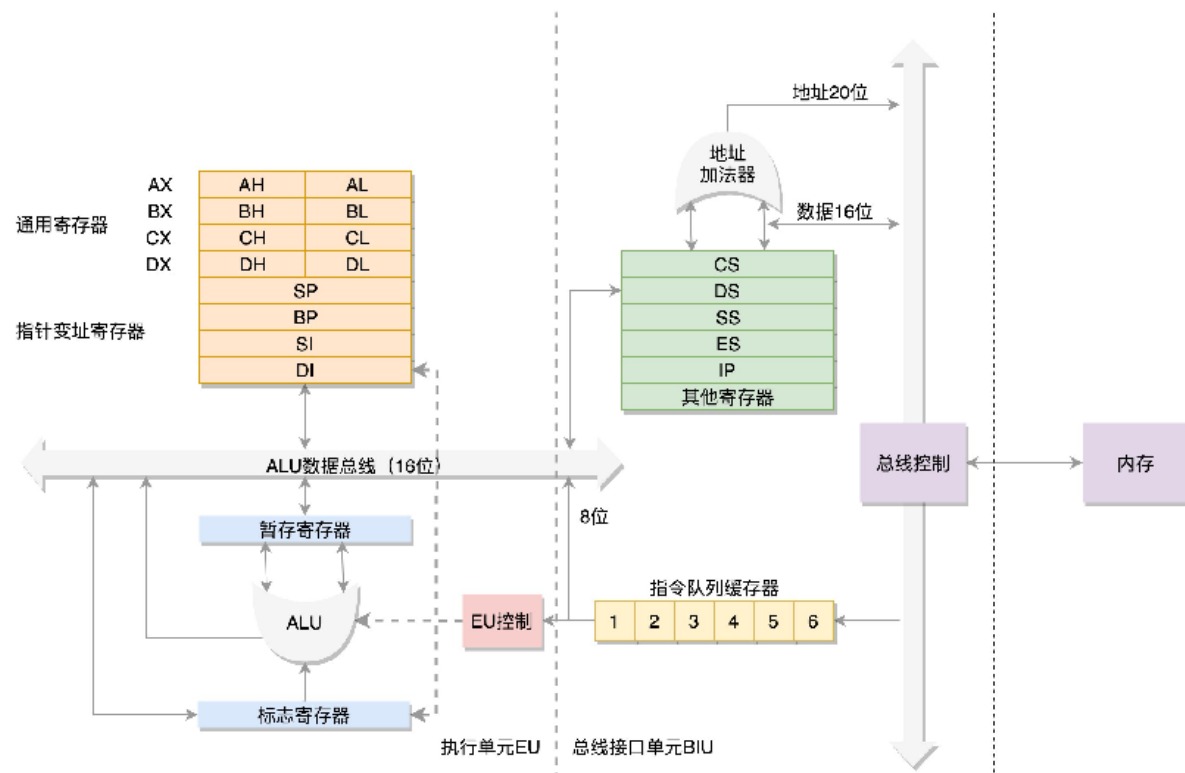 地址20位
地址
加法器
数据16位
通用寄存器
AX
AH
AL
BX
BH
BL
CX
CH
CL
DX
DH
DL
指针变址寄存器
SP
BP
SI
DI
CS
DS
SS
ES
IP
其他寄存器
ALU数据总线（16位）
总线控制
内存
8位
暂存寄存器
ALU
EU控制
指令队列缓存器
1
2
3
4
5
6
标志寄存器
执行单元EU
总线接口单元BIU